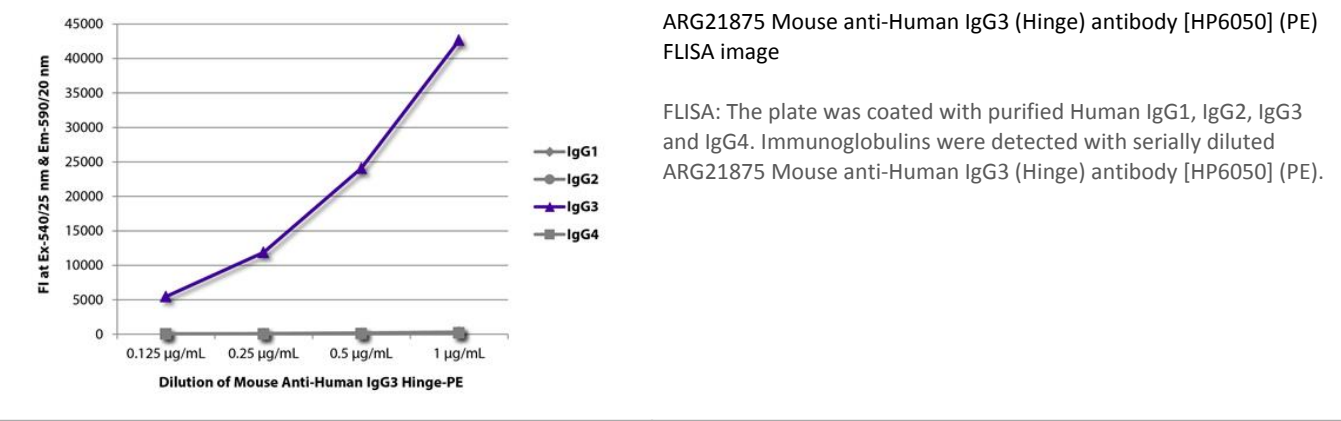 45000
40000
35000
30000
25000
20000
15000
10000
5000
0
FI at Ex-540/25 nm & Em-590/20 nm
0.125 µg/mL 0.25 µg/mL 0.5 µg/mL 1 µg/mL
Dilution of Mouse Anti-Human IgG3 Hinge-PE
IgG1
IgG2
IgG3
IgG4
ARG21875 Mouse anti-Human IgG3 (Hinge) antibody [HP6050] (PE)
FLISA image
FLISA: The plate was coated with purified Human IgG1, IgG2, IgG3
and IgG4. Immunoglobulins were detected with serially diluted
ARG21875 Mouse anti-Human IgG3 (Hinge) antibody [HP6050] (PE).